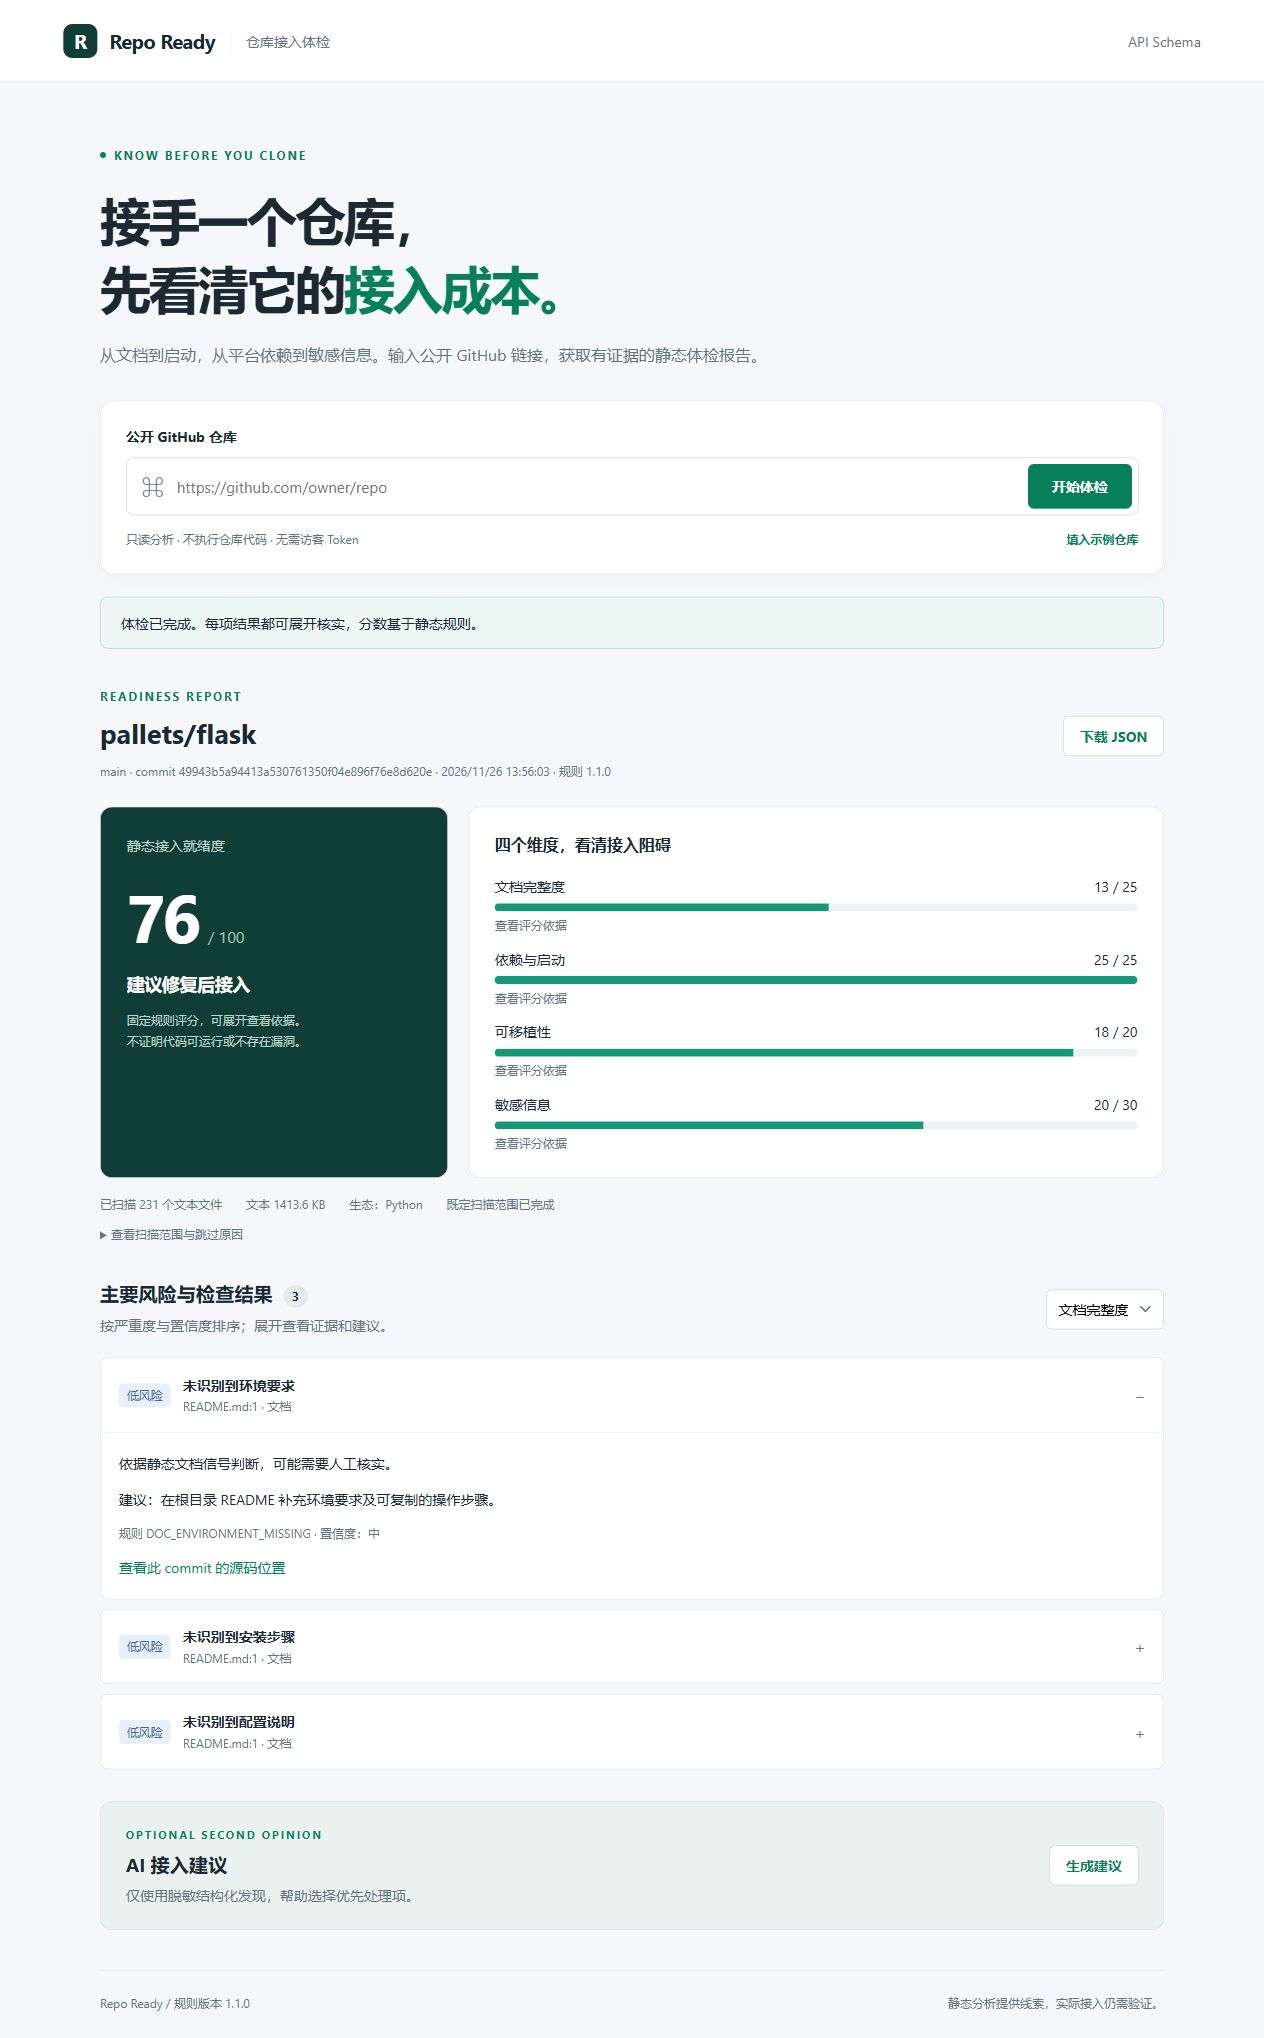 R Repo Ready 仓库接入体检 API Schema
KNOW BEFORE YOU CLONE
接手一个仓库，
先看清它的接入成本。
从文档到启动，从平台依赖到敏感信息。输入公开 GitHub 链接，获取有证据的静态体检报告。
公开 GitHub 仓库
⌘ https://github.com/owner/repo 开始体检
只读分析 · 不执行仓库代码 · 无需访客 Token 填入示例仓库
体检已完成。每项结果都可展开核实，分数基于静态规则。
READINESS REPORT
pallets/flask 下载 JSON
main · commit 49943b5a94413a530761350f04e896f76e8d620e · 2026/11/26 13:56:03 · 规则 1.1.0
静态接入就绪度
76 / 100
建议修复后接入
固定规则评分，可展开查看依据。
不证明代码可运行或不存在漏洞。
四个维度，看清接入阻碍
文档完整度 13 / 25
查看评分依据
依赖与启动 25 / 25
查看评分依据
可移植性 18 / 20
查看评分依据
敏感信息 20 / 30
查看评分依据
已扫描 231 个文本文件 文本 1413.6 KB 生态：Python 既定扫描范围已完成
▶ 查看扫描范围与跳过原因
主要风险与检查结果 3
按严重度与置信度排序；展开查看证据和建议。
文档完整度
低风险 未识别到环境要求 −
README.md:1 · 文档
依据静态文档信号判断，可能需要人工核实。
建议：在根目录 README 补充环境要求及可复制的操作步骤。
规则 DOC_ENVIRONMENT_MISSING · 置信度：中
查看此 commit 的源码位置
低风险 未识别到安装步骤 +
README.md:1 · 文档
低风险 未识别到配置说明 +
README.md:1 · 文档
OPTIONAL SECOND OPINION
AI 接入建议 生成建议
仅使用脱敏结构化发现，帮助选择优先处理项。
Repo Ready / 规则版本 1.1.0 静态分析提供线索，实际接入仍需验证。